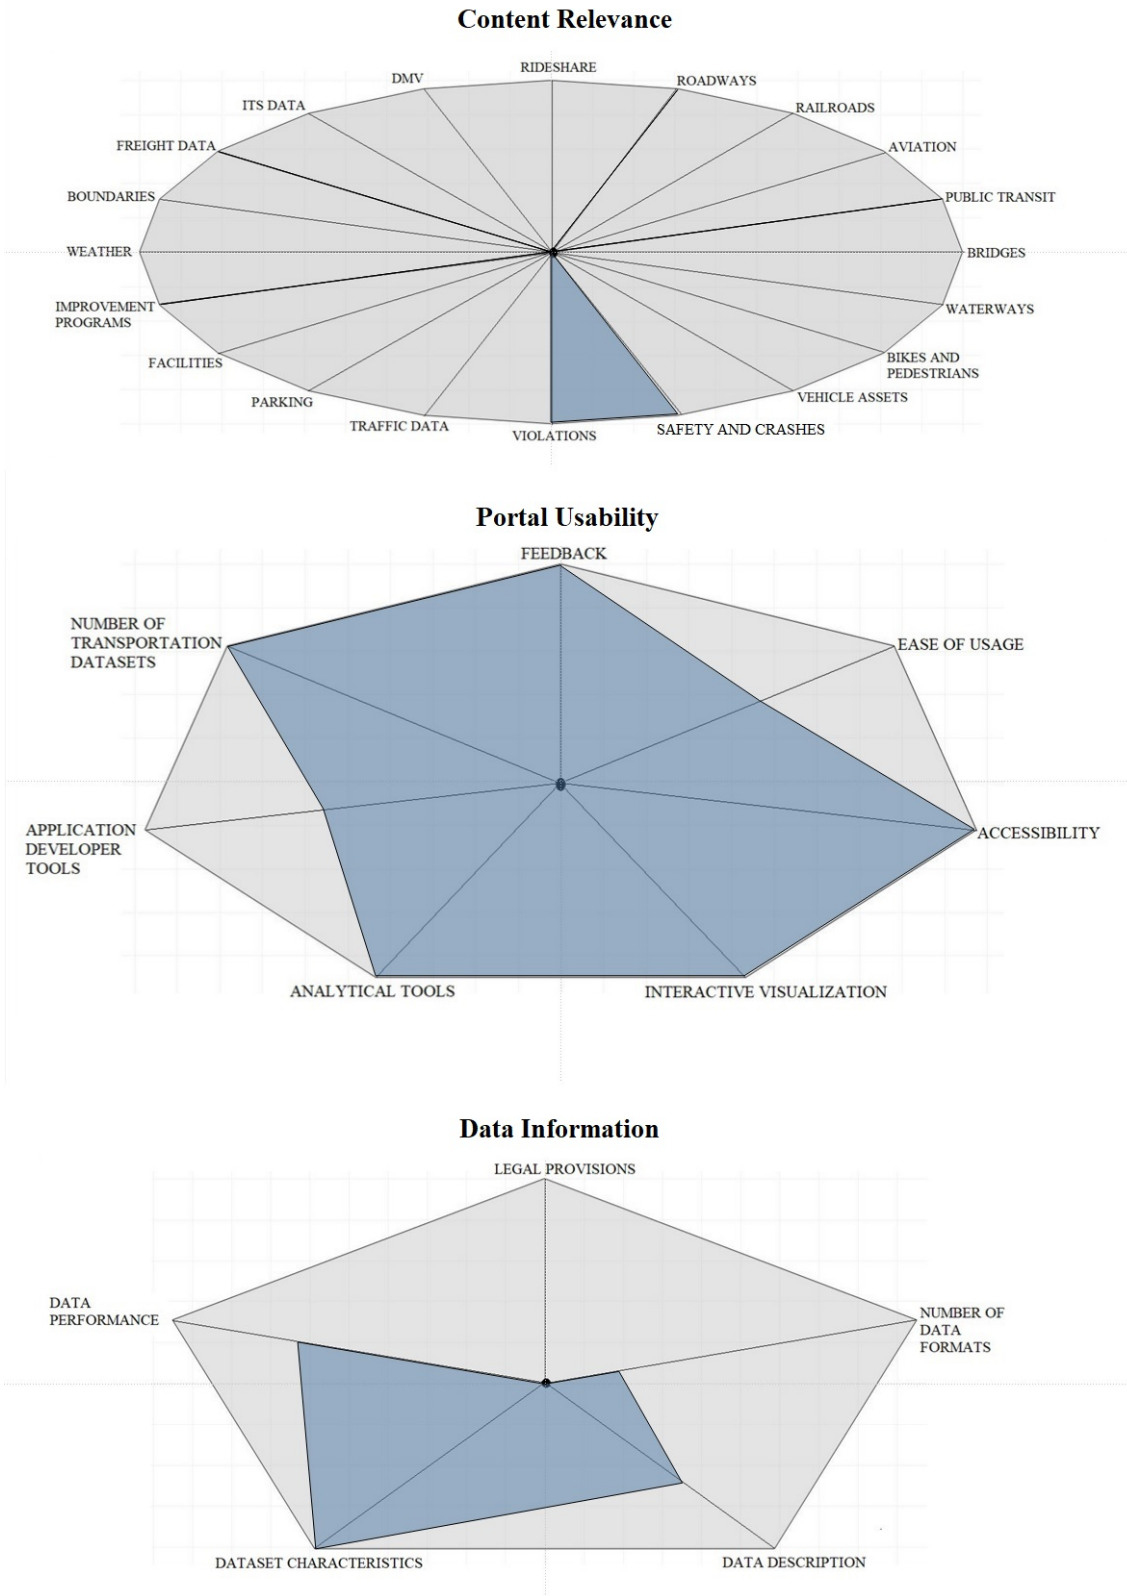 Content Relevance
RIDESHARE
DMV
ROADWAYS
ITS DATA
RAILROADS
FREIGHT DATA
AVIATION
BOUNDARIES
PUBLIC TRANSIT
WEATHER
BRIDGES
IMPROVEMENT
PROGRAMS
WATERWAYS
FACILITIES
BIKES AND
PEDESTRIANS
PARKING
VEHICLE ASSETS
TRAFFIC DATA
VIOLATIONS
SAFETY AND CRASHES
Portal Usability
FEEDBACK
NUMBER OF
TRANSPORTATION
DATASETS
EASE OF USAGE
APPLICATION
DEVELOPER
TOOLS
ACCESSIBILITY
ANALYTICAL TOOLS
INTERACTIVE VISUALIZATION
Data Information
LEGAL PROVISIONS
DATA
PERFORMANCE
NUMBER OF
DATA
FORMATS
DATASET CHARACTERISTICS
DATA DESCRIPTION